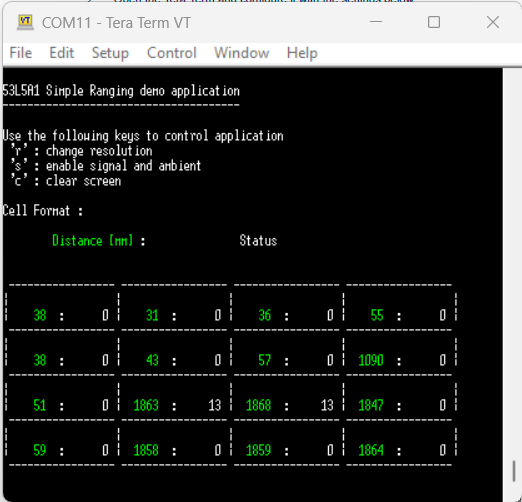 COM11 - Tera Term VT
File Edit Setup Control Window Help
53L5A1 Simple Ranging demo application
--------------------------------------
Use the following keys to control application
'r' : change resolution
's' : enable signal and ambient
'c' : clear screen
Cell Format :
Distance [mm] : Status
38 : 0 | 31 : 0 | 36 : 0 | 55 : 0
38 : 0 | 43 : 0 | 57 : 0 | 1090 : 0
51 : 0 | 1863 : 13 | 1868 : 13 | 1847 : 0
59 : 0 | 1858 : 0 | 1859 : 0 | 1864 : 0